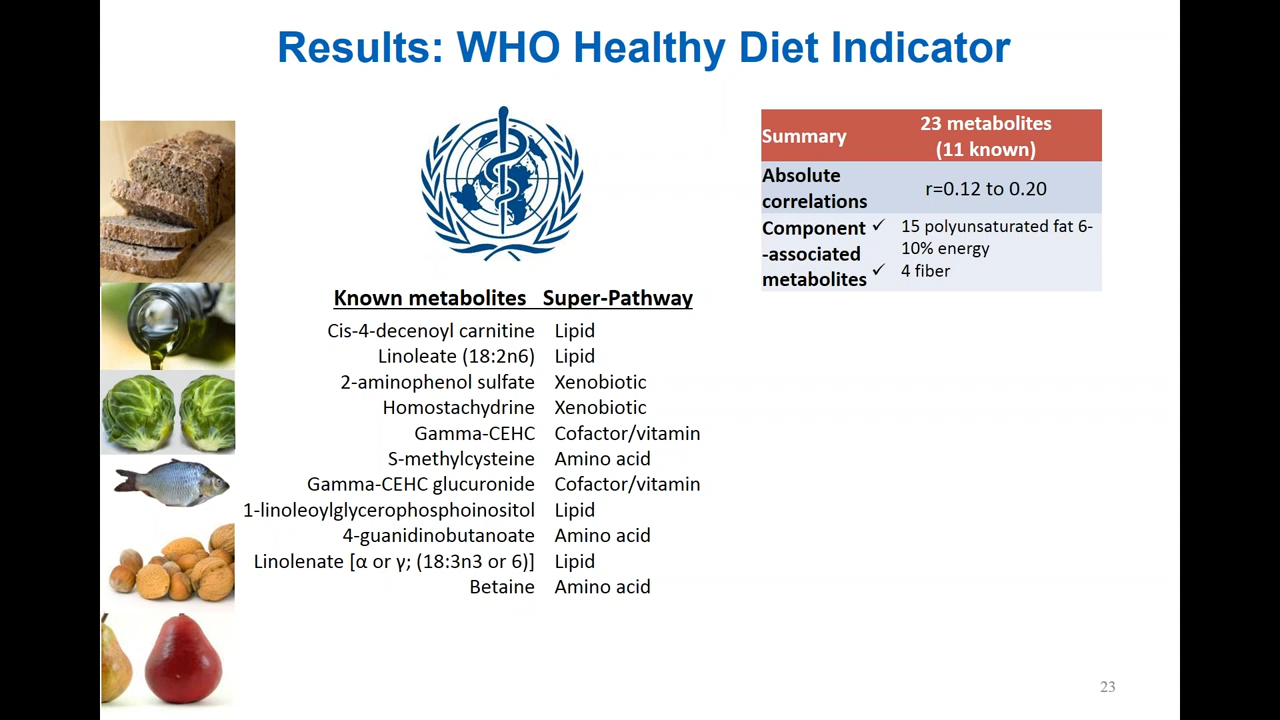 Results: WHO Healthy Diet Indicator
Known metabolites Super-Pathway
Cis-4-decenoyl carnitine Lipid
Linoleate (18:2n6) Lipid
2-aminophenol sulfate Xenobiotic
Homostachydrine Xenobiotic
Gamma-CEHC Cofactor/vitamin
S-methylcysteine Amino acid
Gamma-CEHC glucuronide Cofactor/vitamin
1-linoleoylglycerophosphoinositol Lipid
4-guanidinobutanoate Amino acid
Linolenate [α or γ; (18:3n3 or 6)] Lipid
Betaine Amino acid
Summary
23 metabolites
(11 known)
Absolute
correlations
r=0.12 to 0.20
Component
-associated
metabolites
✓ 15 polyunsaturated fat 6-
10% energy
✓ 4 fiber
23